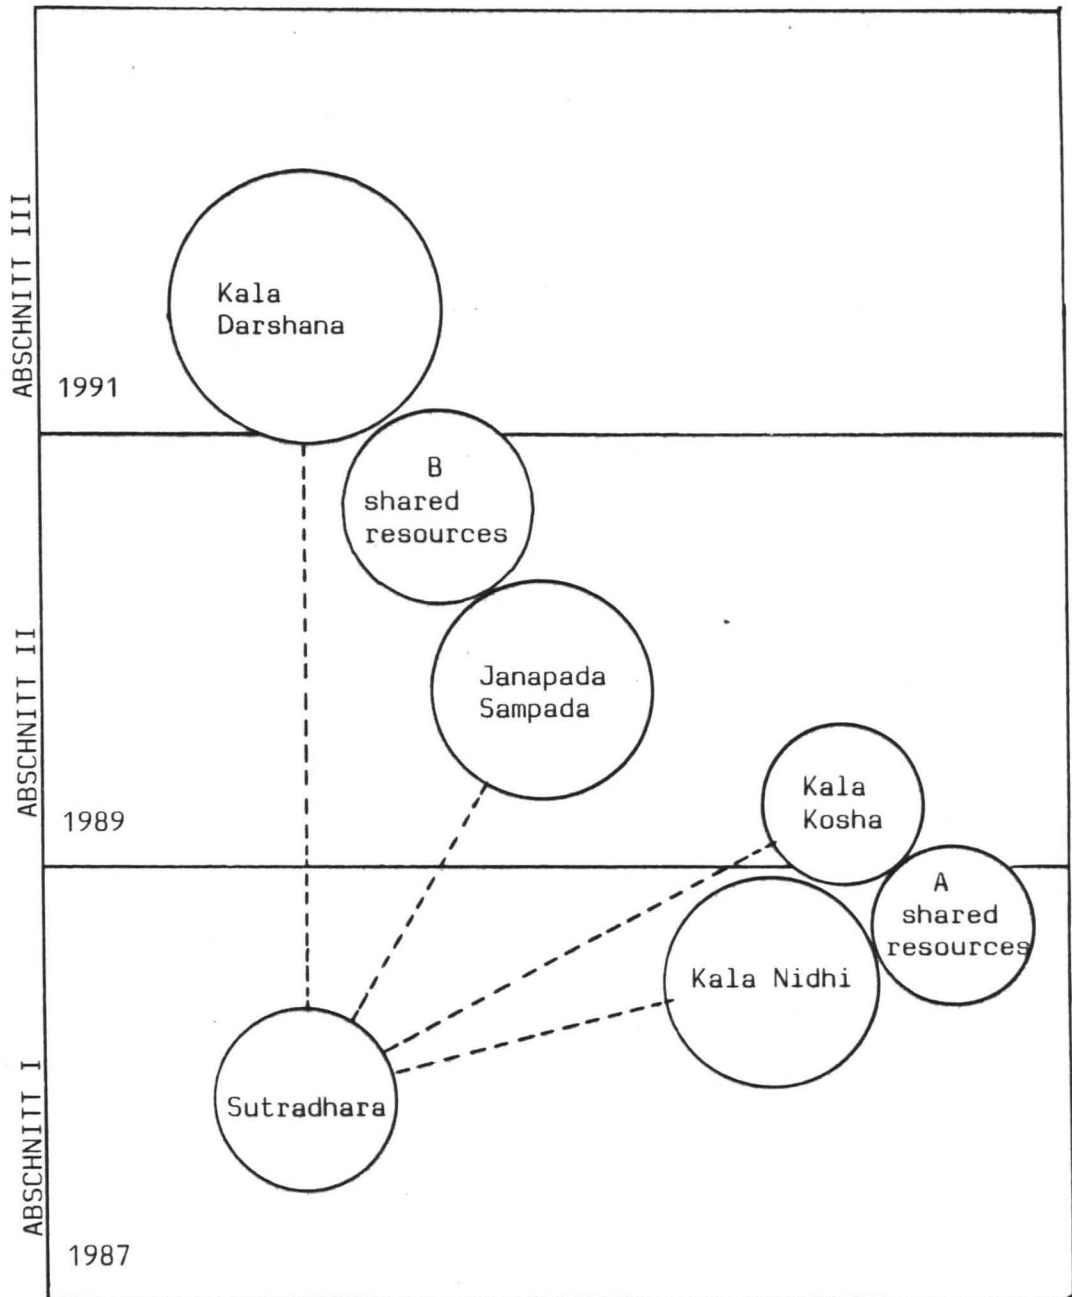 ABSCHNITT III
Kala
Darshana
1991
B
shared
resources
ABSCHNITT II
Janapada
Sampada
Kala
Kosha
1989
A
shared
resources
Kala Nidhi
Sutradhara
ABSCHNITT I
1987